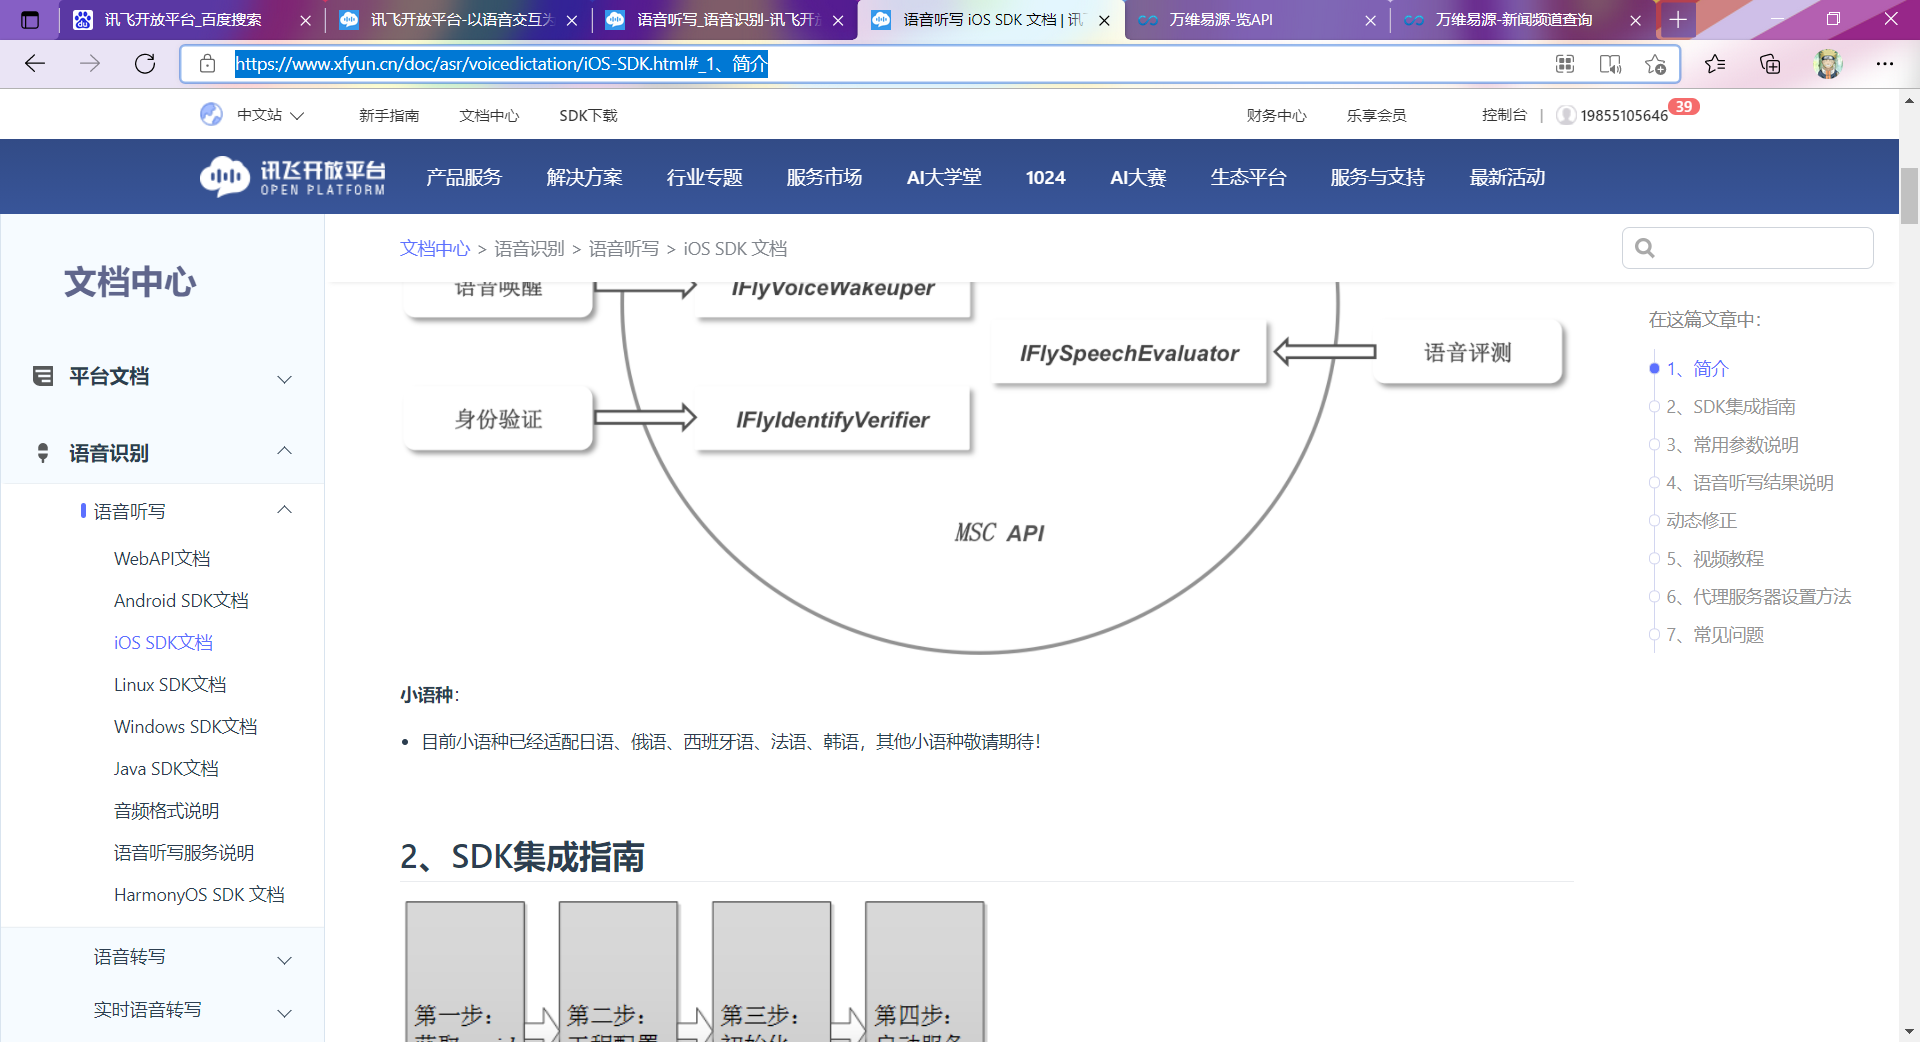 讯飞开放平台_百度搜索
讯飞开放平台-以语音交互为
语音听写_语音识别-讯飞开放
语音听写 iOS SDK 文档 | 讯
万维易源-览API
万维易源-新闻频道查询
https://www.xfyun.cn/doc/asr/voicedictation/iOS-SDK.html#_1、简介
中文站
新手指南
文档中心
SDK下载
财务中心
乐享会员
控制台 | 19855105646 39
讯飞开放平台
OPEN PLATFORM
产品服务
解决方案
行业专题
服务市场
AI大学堂
1024
AI大赛
生态平台
服务与支持
最新活动
文档中心
平台文档
语音识别
语音听写
WebAPI文档
Android SDK文档
iOS SDK文档
Linux SDK文档
Windows SDK文档
Java SDK文档
音频格式说明
语音听写服务说明
HarmonyOS SDK 文档
语音转写
实时语音转写
文档中心 > 语音识别 > 语音听写 > iOS SDK 文档
语音唤醒
IFlyVoiceWakeuper
IFlySpeechEvaluator
语音评测
身份验证
IFlyIdentifyVerifier
MSC API
小语种：
• 目前小语种已经适配日语、俄语、西班牙语、法语、韩语，其他小语种敬请期待！
2、SDK集成指南
第一步：
第二步：
工程配置
第三步：
初始化
第四步：
启动服务
在这篇文章中：
1、简介
2、SDK集成指南
3、常用参数说明
4、语音听写结果说明
动态修正
5、视频教程
6、代理服务器设置方法
7、常见问题